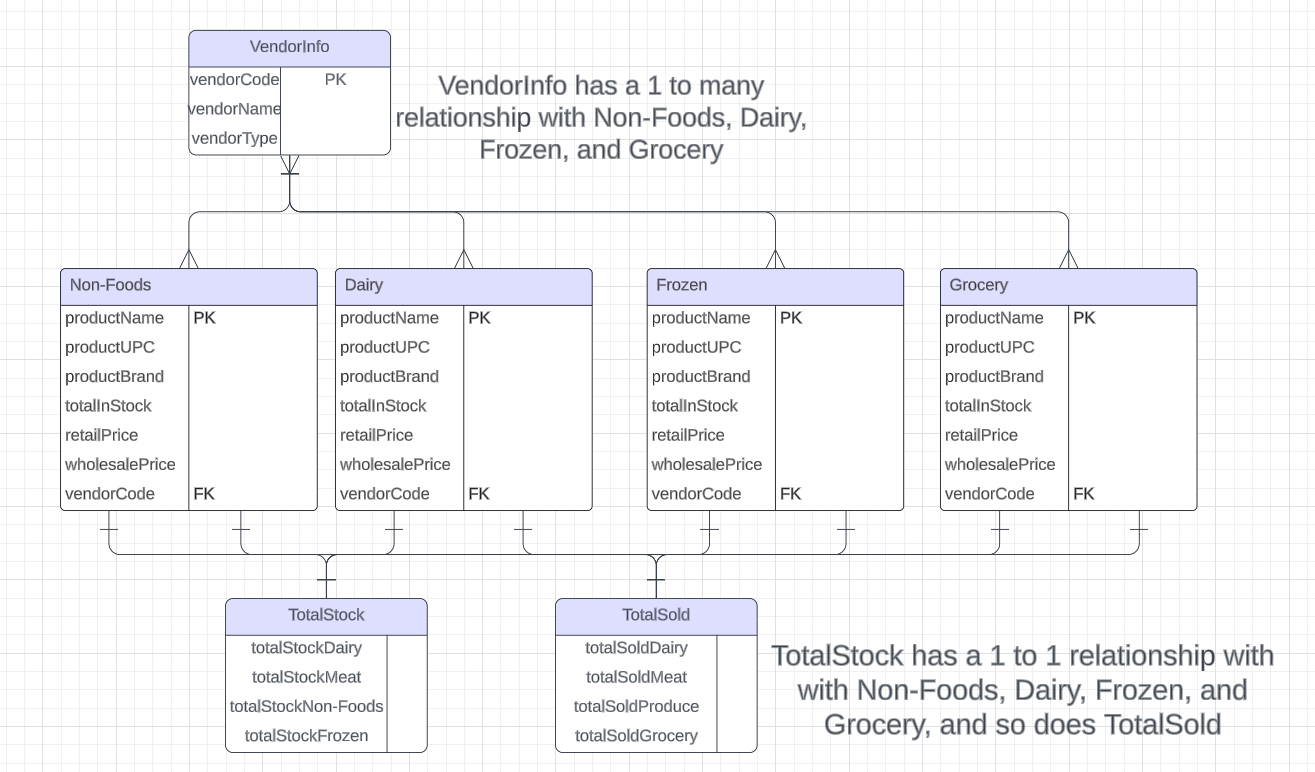 VendorInfo
vendorCode PK
vendorName
vendorType
VendorInfo has a 1 to many
relationship with Non-Foods, Dairy,
Frozen, and Grocery
Non-Foods
productName PK
productUPC
productBrand
totalInStock
retailPrice
wholesalePrice
vendorCode FK
Dairy
productName PK
productUPC
productBrand
totalInStock
retailPrice
wholesalePrice
vendorCode FK
Frozen
productName PK
productUPC
productBrand
totalInStock
retailPrice
wholesalePrice
vendorCode FK
Grocery
productName PK
productUPC
productBrand
totalInStock
retailPrice
wholesalePrice
vendorCode FK
TotalStock
totalStockDairy
totalStockMeat
totalStockNon-Foods
totalStockFrozen
TotalSold
totalSoldDairy
totalSoldMeat
totalSoldProduce
totalSoldGrocery
TotalStock has a 1 to 1 relationship with
with Non-Foods, Dairy, Frozen, and
Grocery, and so does TotalSold